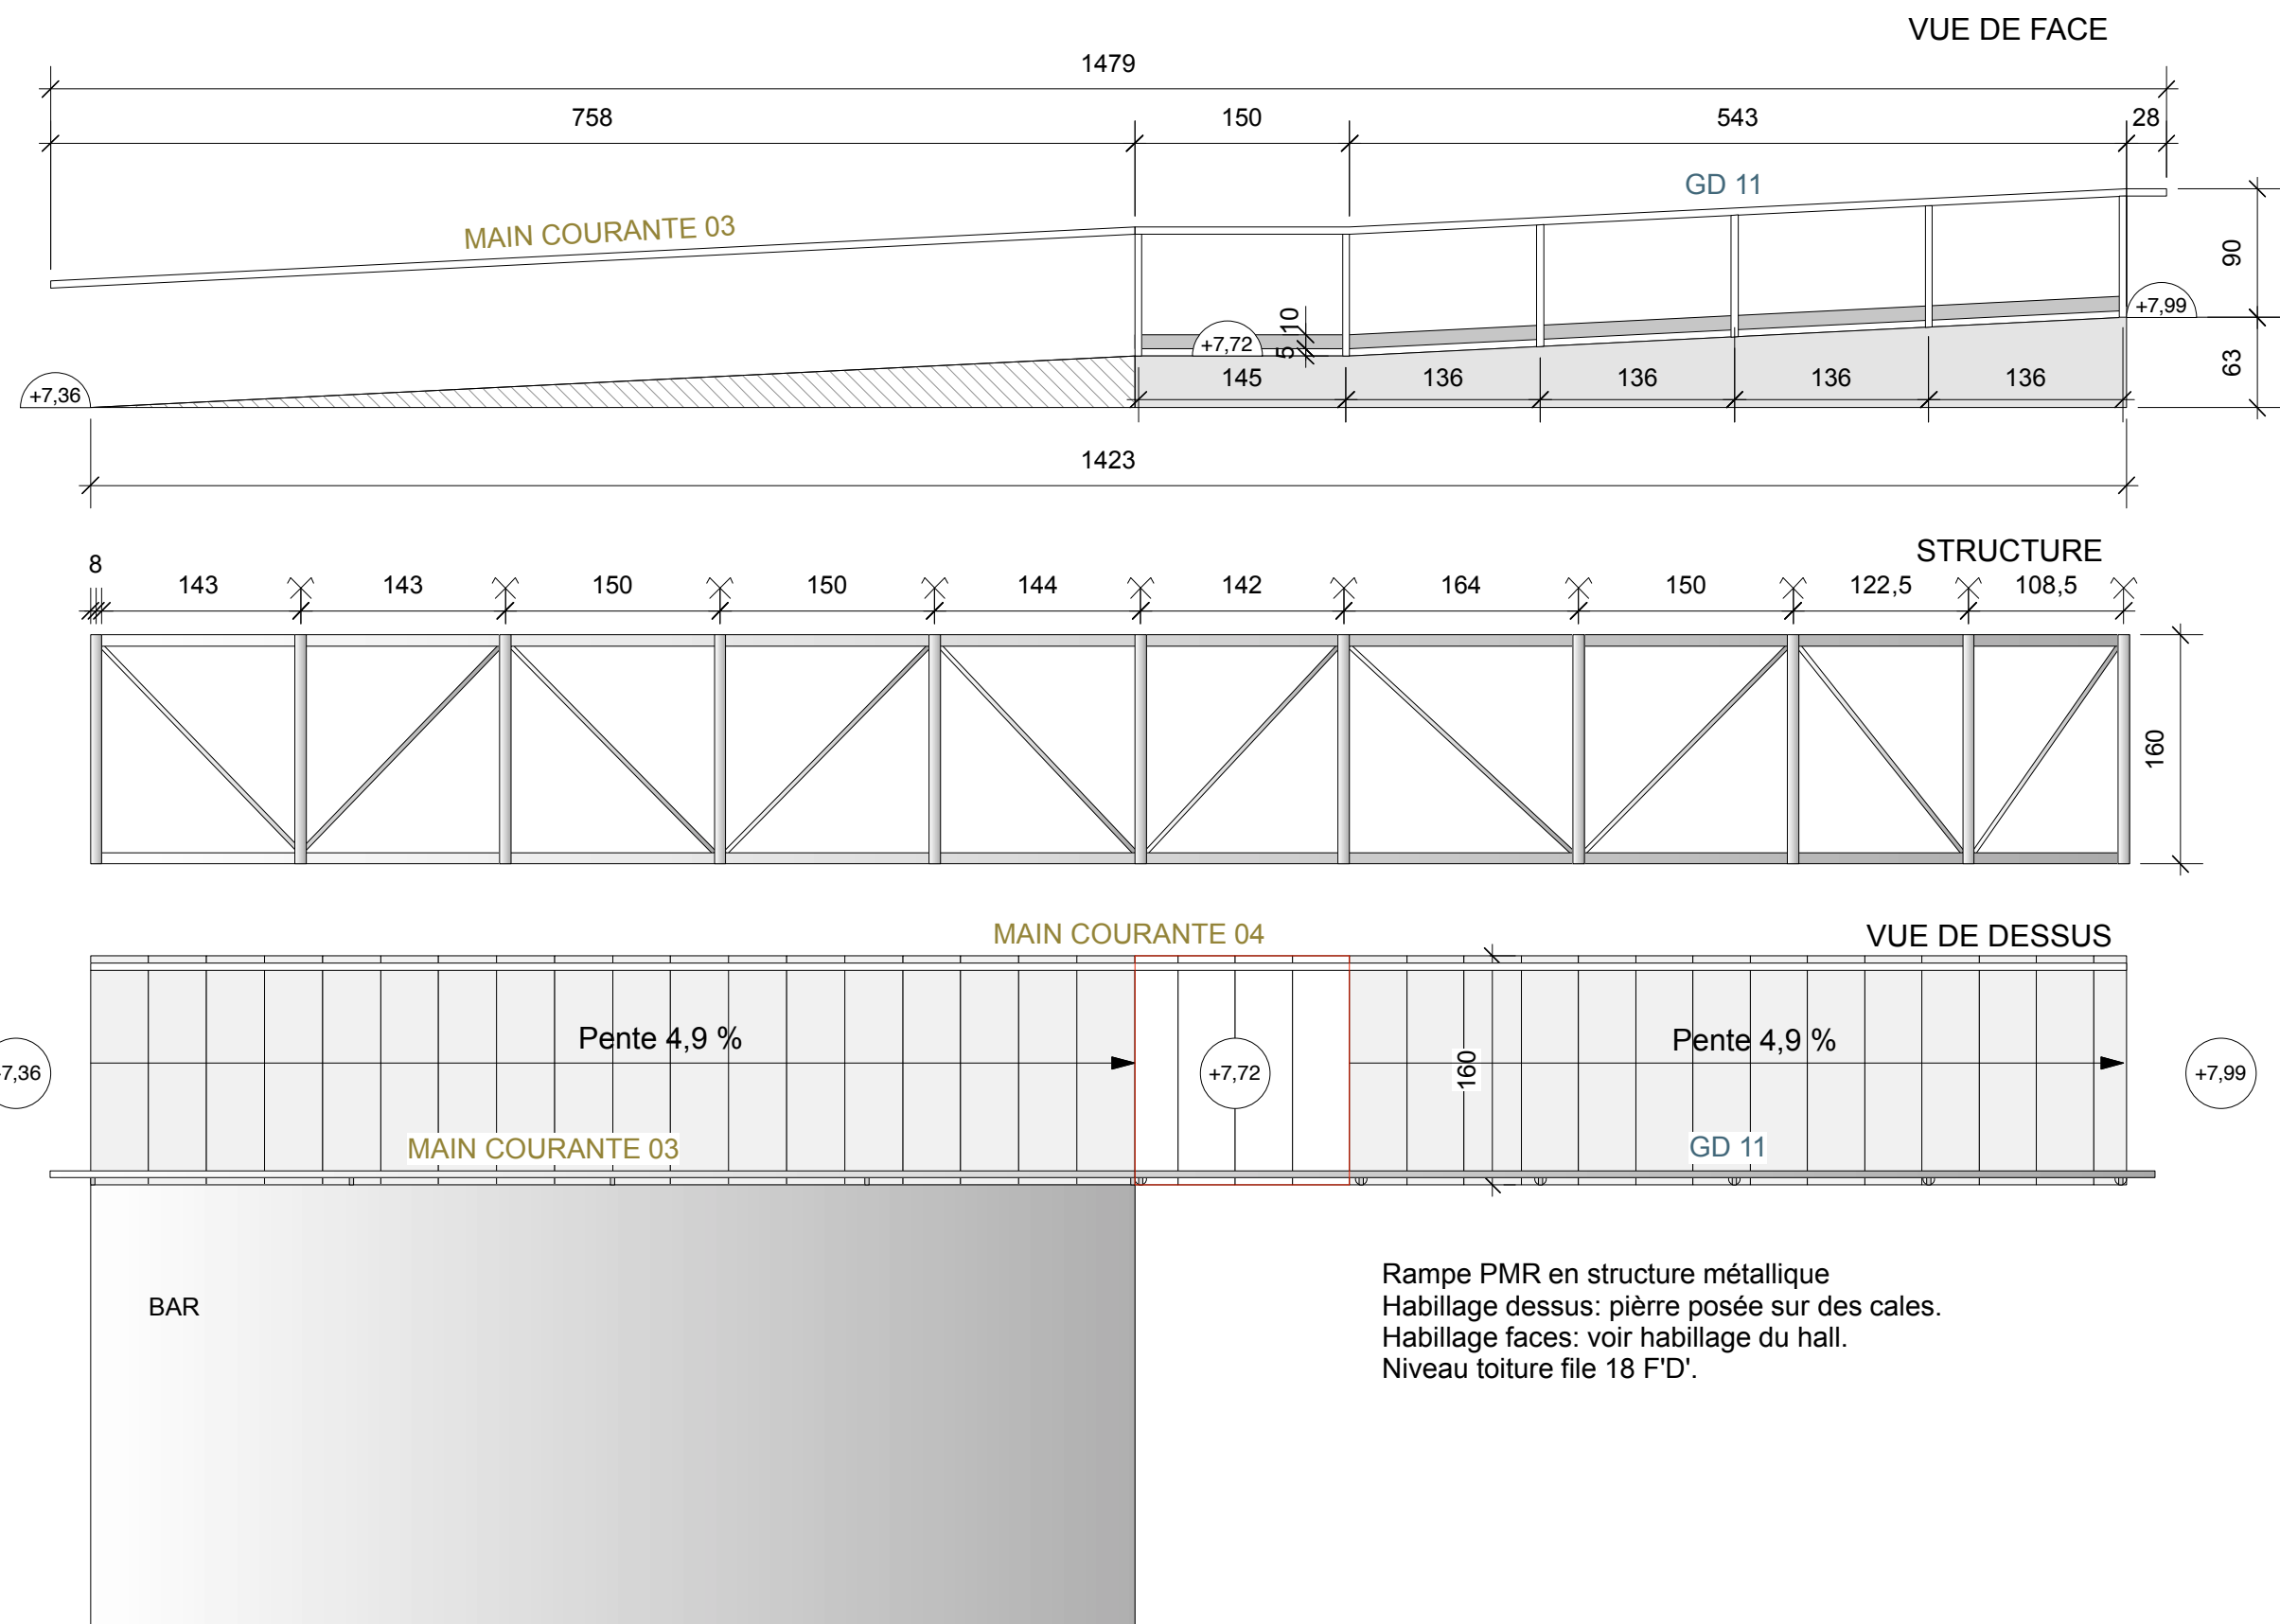 VUE DE FACE
1479
758 150 543 28
GD 11
MAIN COURANTE 03
90
10
+7,99
+7,72
5
63
145 136 136 136 136
+7,36
1423
STRUCTURE
8
143 143 150 150 144 142 164 150 122,5 108,5
160
MAIN COURANTE 04
VUE DE DESSUS
Pente 4,9 %
Pente 4,9 %
7,36
+7,72
160
+7,99
MAIN COURANTE 03
GD 11
BAR
Rampe PMR en structure métallique
Habillage dessus: pièrre posée sur des cales.
Habillage faces: voir habillage du hall.
Niveau toiture file 18 F'D'.